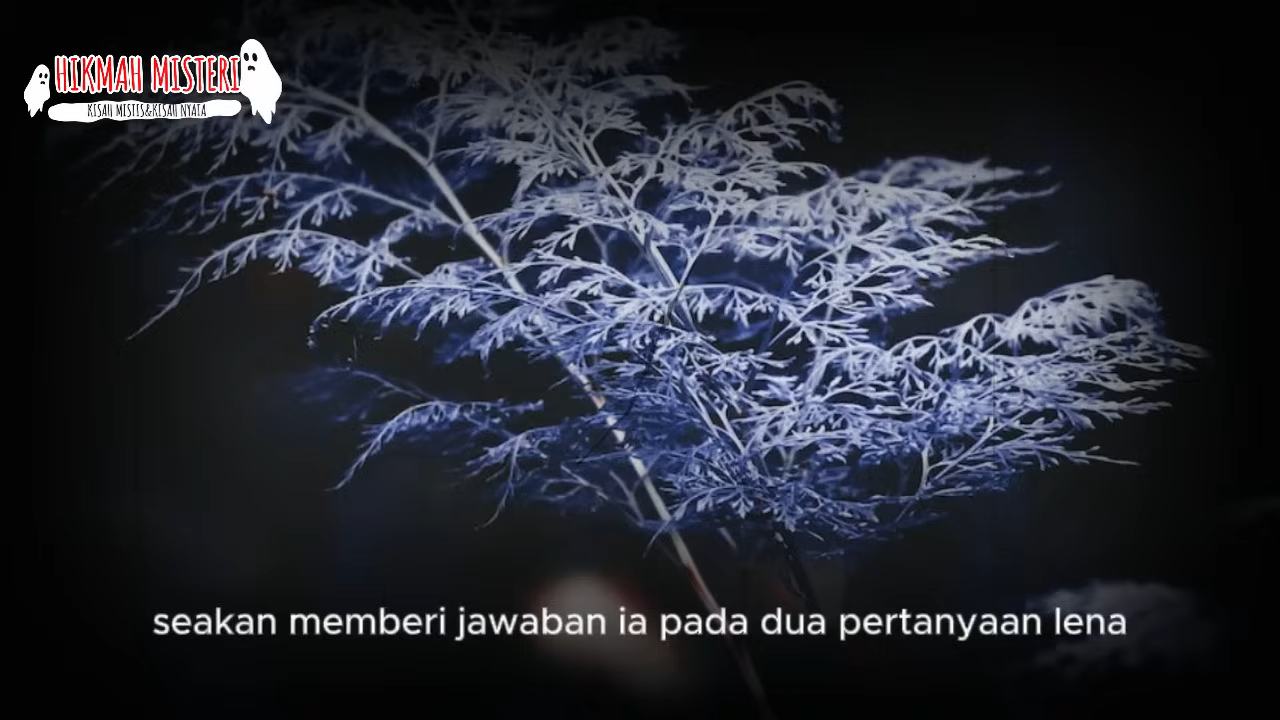 HIKMAH MISTERI
KISAH MISTIS&KISAH NYATA
seakan memberi jawaban ia pada dua pertanyaan lena